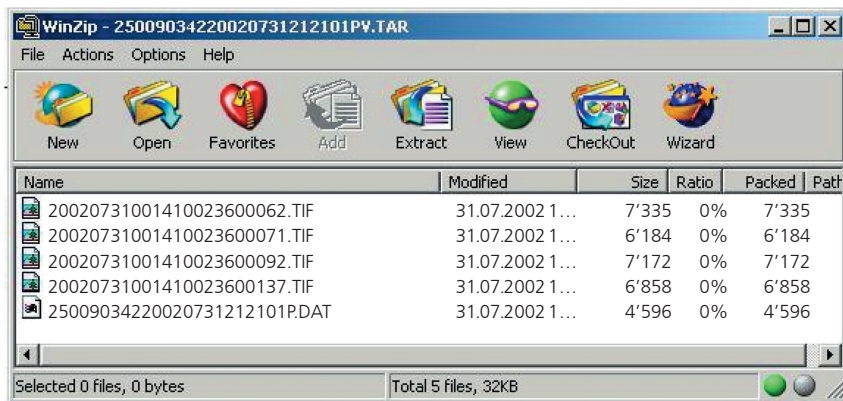 WinZip - 25009034220020731212101PV.TAR
File Actions Options Help
New Open Favorites Add Extract View CheckOut Wizard
Name Modified Size Ratio Packed Path
20020731001410023600062.TIF 31.07.2002 1... 7'335 0% 7'335
20020731001410023600071.TIF 31.07.2002 1... 6'184 0% 6'184
20020731001410023600092.TIF 31.07.2002 1... 7'172 0% 7'172
20020731001410023600137.TIF 31.07.2002 1... 6'858 0% 6'858
25009034220020731212101P.DAT 31.07.2002 1... 4'596 0% 4'596
Selected 0 files, 0 bytes Total 5 files, 32KB